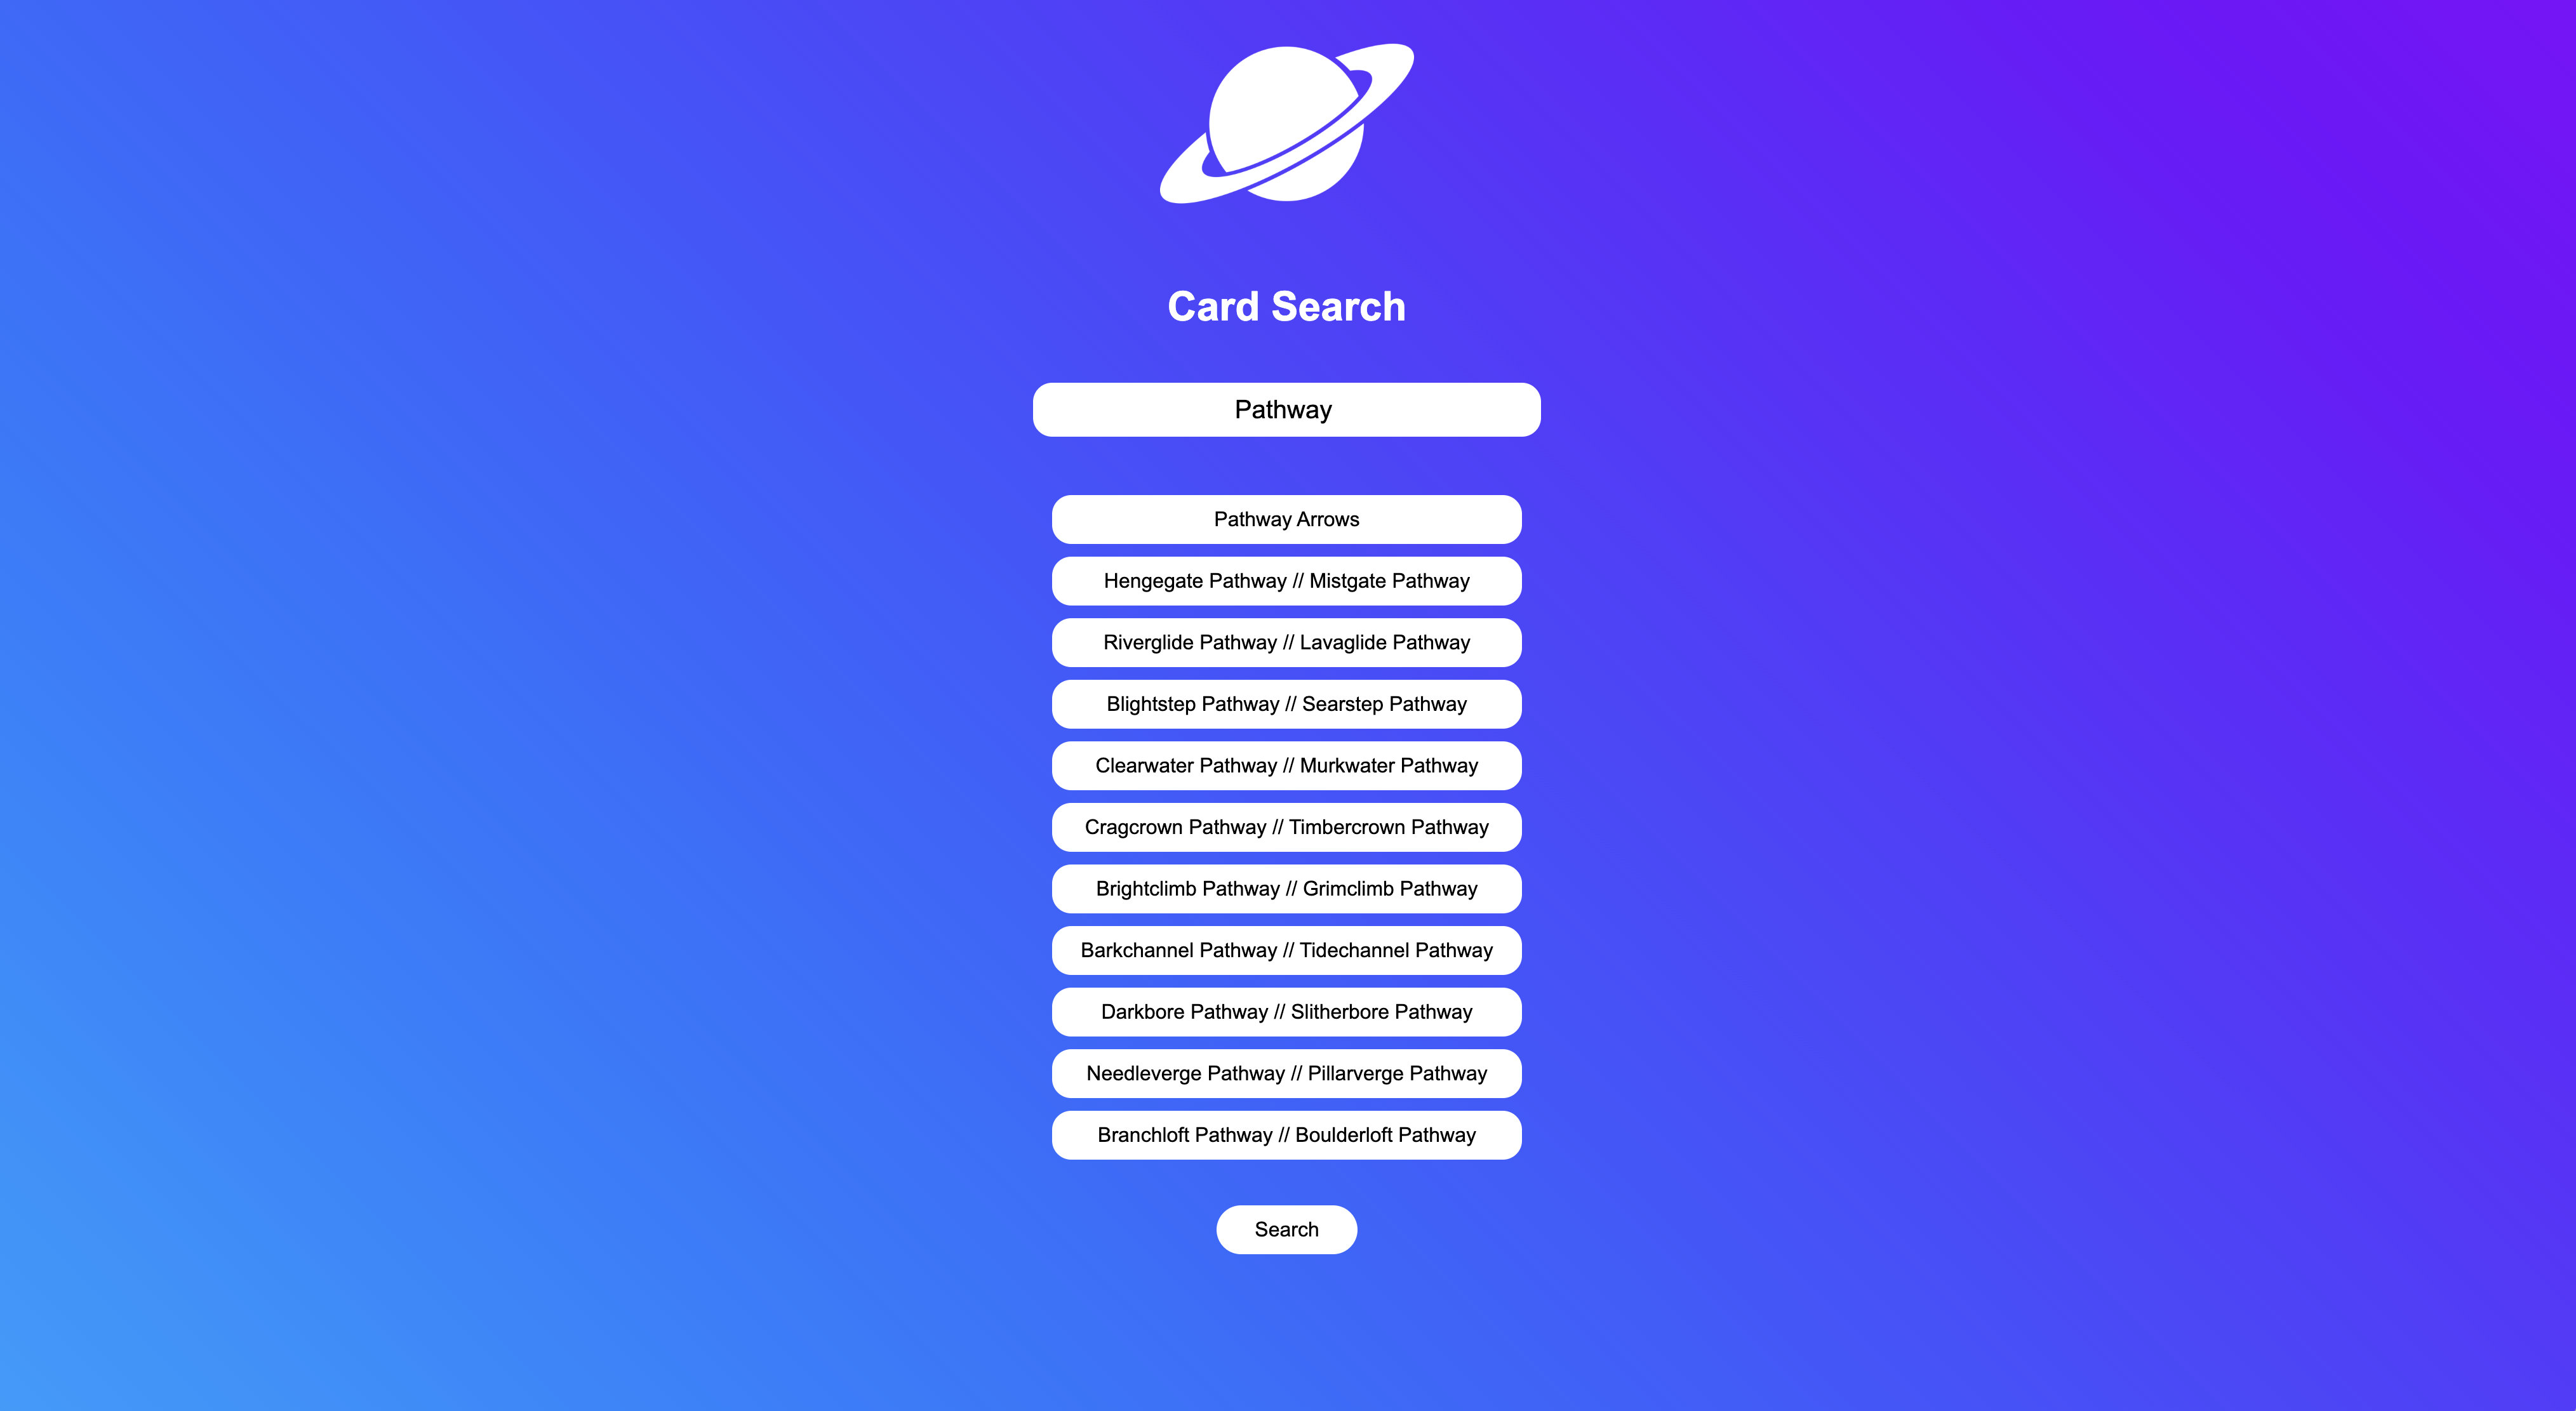 Card Search
Pathway
Pathway Arrows
Hengegate Pathway // Mistgate Pathway
Riverglide Pathway // Lavaglide Pathway
Blightstep Pathway // Searstep Pathway
Clearwater Pathway // Murkwater Pathway
Cragcrown Pathway // Timbercrown Pathway
Brightclimb Pathway // Grimclimb Pathway
Barkchannel Pathway // Tidechannel Pathway
Darkbore Pathway // Slitherbore Pathway
Needleverge Pathway // Pillarverge Pathway
Branchloft Pathway // Boulderloft Pathway
Search